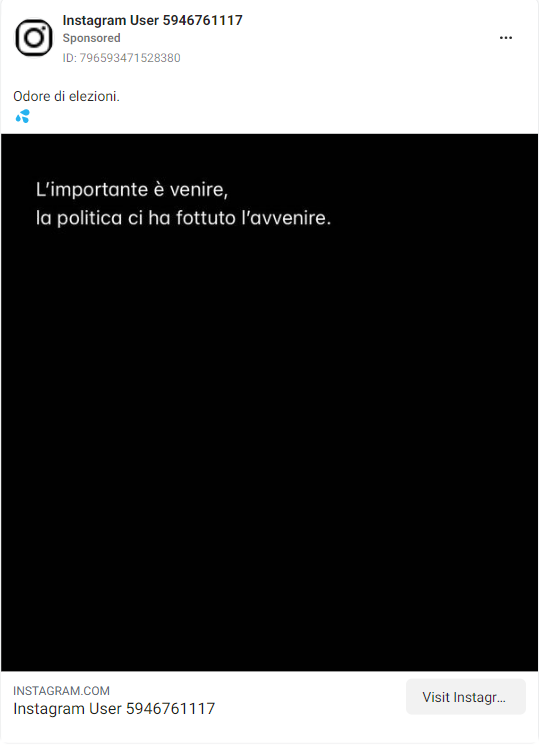 Instagram User 5946761117
Sponsored
ID: 796593471528380
Odore di elezioni.
💦
L'importante è venire,
la politica ci ha fottuto l'avvenire.
INSTAGRAM.COM
Instagram User 5946761117
Visit Instagr...